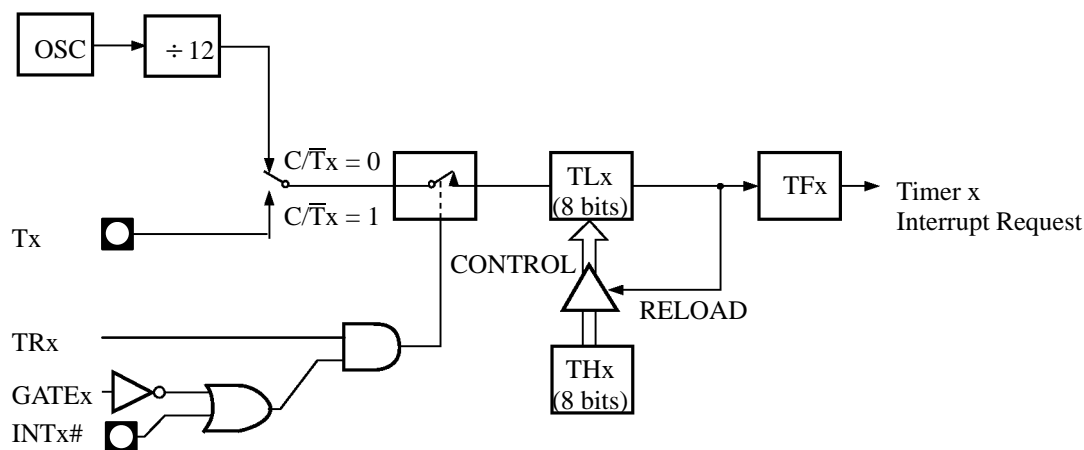 OSC
÷ 12
C/T̅x = 0
C/T̅x = 1
TLx
(8 bits)
TFx
Timer x
Interrupt Request
Tx
CONTROL
RELOAD
TRx
THx
(8 bits)
GATEx
INTx#